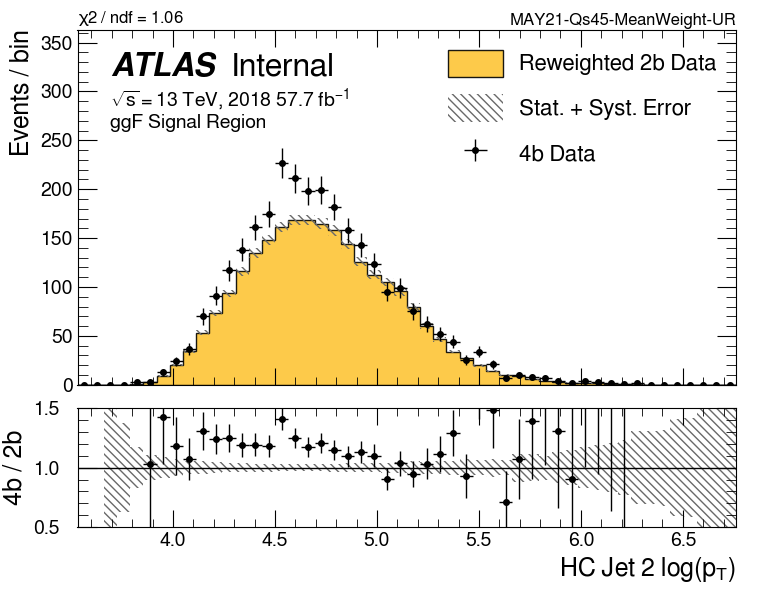 χ² / ndf = 1.06 MAY21-Qs45-MeanWeight-UR
ATLAS Internal
√s = 13 TeV, 2018 57.7 fb⁻¹
ggF Signal Region
Reweighted 2b Data
Stat. + Syst. Error
4b Data
Events / bin
350
300
250
200
150
100
50
0
4b / 2b
1.5
1.0
0.5
4.0 4.5 5.0 5.5 6.0 6.5
HC Jet 2 log(p_T)